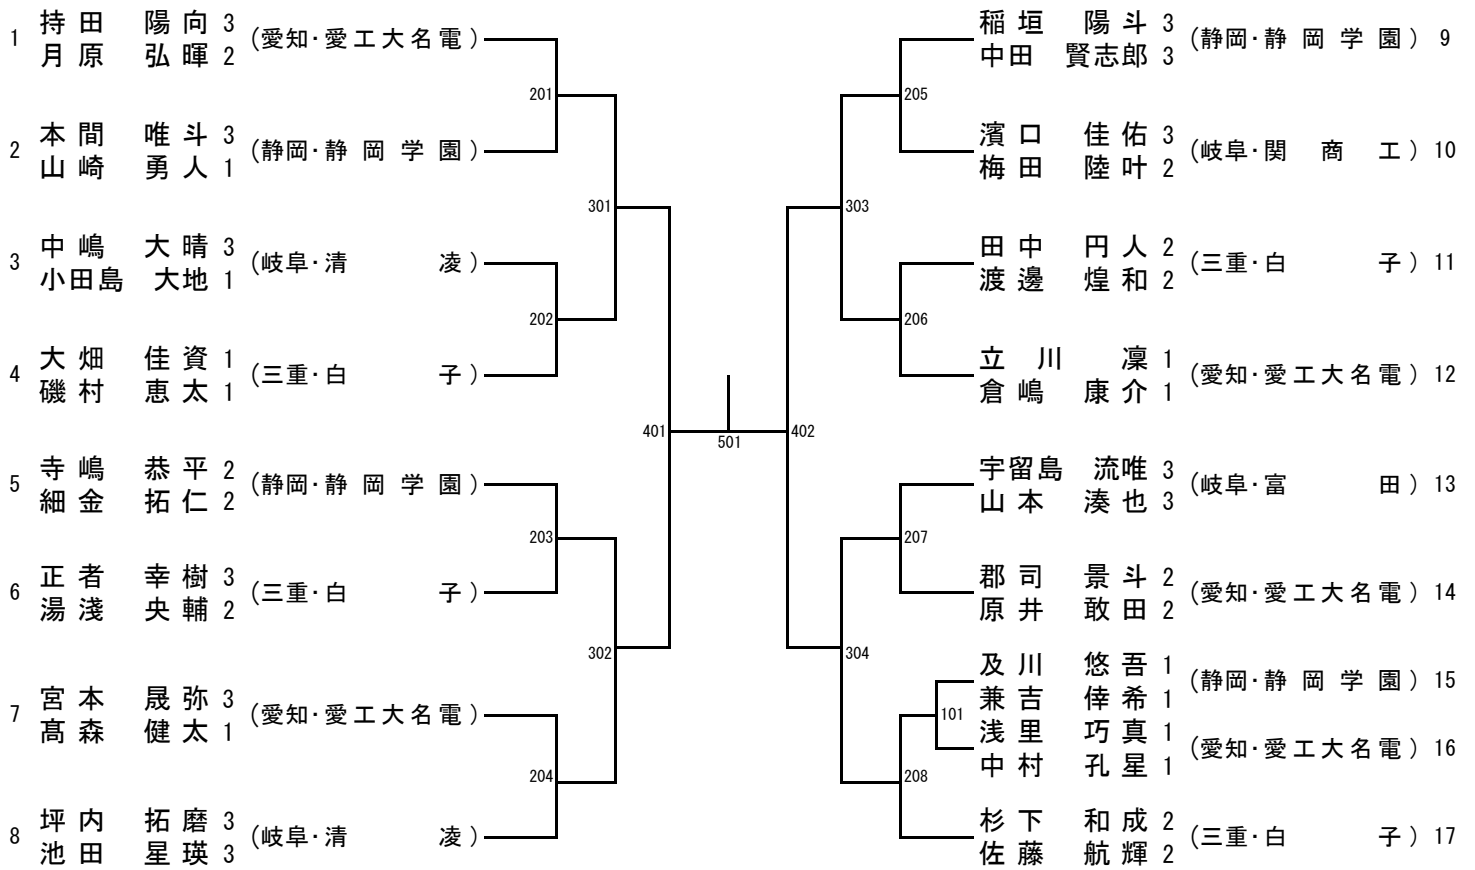 1 持田 陽向 3 (愛知・愛工大名電)
月原 弘暉 2
2 本間 唯斗 3 (静岡・静岡学園)
山崎 勇人 1
3 中嶋 大晴 3 (岐阜・清凌)
小田島 大地 1
4 大畑 佳資 1 (三重・白子)
磯村 恵太 1
5 寺嶋 恭平 2 (静岡・静岡学園)
細金 拓仁 2
6 正者 幸樹 3 (三重・白子)
湯淺 央輔 2
7 宮本 晟弥 3 (愛知・愛工大名電)
髙森 健太 1
8 坪内 拓磨 3 (岐阜・清凌)
池田 星瑛 3
201
202
203
204
301
302
401
501
402
303
304
205
206
207
101
208
稲垣 陽斗 3 (静岡・静岡学園) 9
中田 賢志郎 3
濱口 佳佑 3 (岐阜・関商工) 10
梅田 陸叶 2
田中 円人 2 (三重・白子) 11
渡邊 煌和 2
立川 凜 1 (愛知・愛工大名電) 12
倉嶋 康介 1
宇留島 流唯 3 (岐阜・富田) 13
山本 湊也 3
郡司 景斗 2 (愛知・愛工大名電) 14
原井 敢田 2
及川 悠吾 1 (静岡・静岡学園) 15
兼吉 倖希 1
浅里 巧真 1 (愛知・愛工大名電) 16
中村 孔星 1
杉下 和成 2 (三重・白子) 17
佐藤 航輝 2